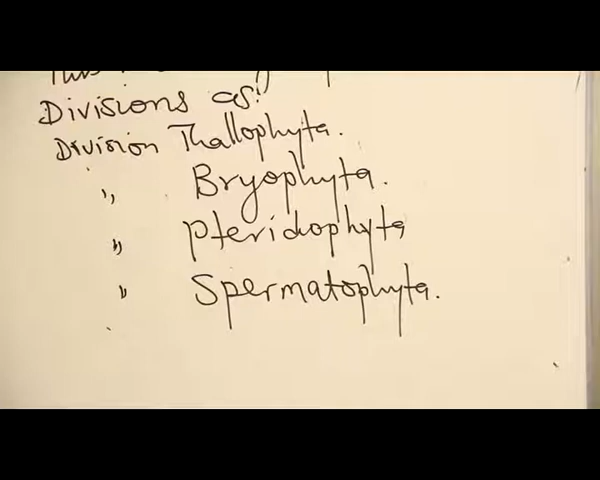 Divisions as:
Division Thallophyta.
" Bryophyta.
" Pteridophyta
" Spermatophyta.